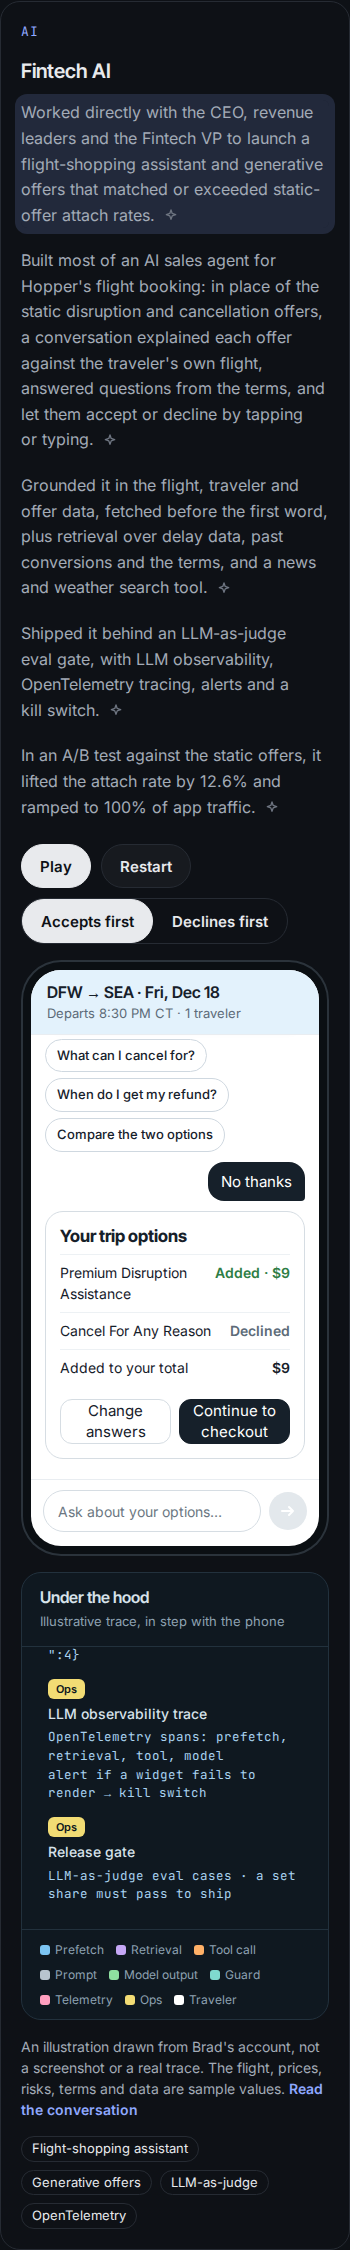 AI
Fintech AI
Worked directly with the CEO, revenue
leaders and the Fintech VP to launch a
flight-shopping assistant and generative
offers that matched or exceeded static-
offer attach rates.
Built most of an AI sales agent for
Hopper's flight booking: in place of the
static disruption and cancellation offers,
a conversation explained each offer
against the traveler's own flight,
answered questions from the terms, and
let them accept or decline by tapping
or typing.
Grounded it in the flight, traveler and
offer data, fetched before the first word,
plus retrieval over delay data, past
conversions and the terms, and a news
and weather search tool.
Shipped it behind an LLM-as-judge
eval gate, with LLM observability,
OpenTelemetry tracing, alerts and a
kill switch.
In an A/B test against the static offers, it
lifted the attach rate by 12.6% and
ramped to 100% of app traffic.
Play Restart
Accepts first Declines first
DFW → SEA · Fri, Dec 18
Departs 8:30 PM CT · 1 traveler
What can I cancel for?
When do I get my refund?
Compare the two options
No thanks
Your trip options
Premium Disruption Added · $9
Assistance
Cancel For Any Reason Declined
Added to your total $9
Change Continue to
answers checkout
Ask about your options...
Under the hood
Illustrative trace, in step with the phone
":4}
Ops
LLM observability trace
OpenTelemetry spans: prefetch,
retrieval, tool, model
alert if a widget fails to
render → kill switch
Ops
Release gate
LLM-as-judge eval cases · a set
share must pass to ship
Prefetch Retrieval Tool call
Prompt Model output Guard
Telemetry Ops Traveler
An illustration drawn from Brad's account, not
a screenshot or a real trace. The flight, prices,
risks, terms and data are sample values. Read
the conversation
Flight-shopping assistant
Generative offers LLM-as-judge
OpenTelemetry